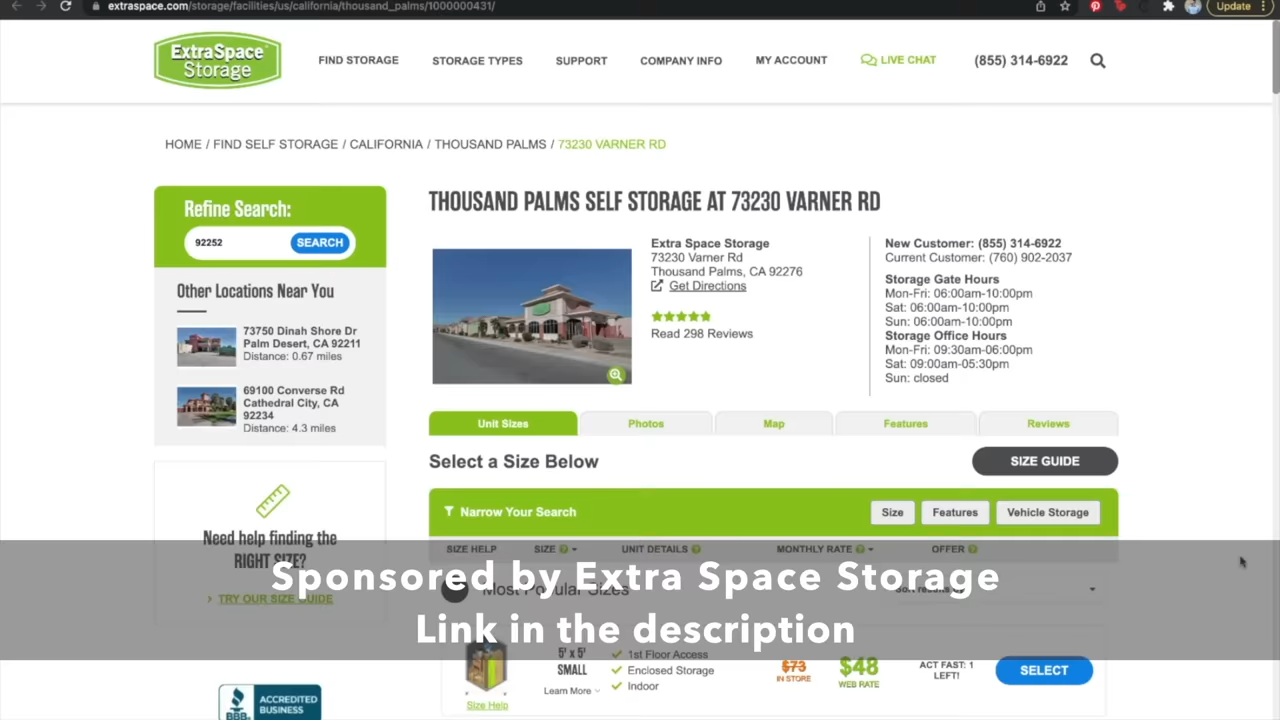 extraspace.com/storage/facilities/us/california/thousand_palms/1000000431/
Update
ExtraSpace
Storage
FIND STORAGE
STORAGE TYPES
SUPPORT
COMPANY INFO
MY ACCOUNT
LIVE CHAT
(855) 314-6922
HOME / FIND SELF STORAGE / CALIFORNIA / THOUSAND PALMS / 73230 VARNER RD
Refine Search:
92252
SEARCH
Other Locations Near You
73750 Dinah Shore Dr
Palm Desert, CA 92211
Distance: 0.67 miles
69100 Converse Rd
Cathedral City, CA
92234
Distance: 4.3 miles
Need help finding the
RIGHT SIZE?
TRY OUR SIZE GUIDE
BBB
ACCREDITED
BUSINESS
THOUSAND PALMS SELF STORAGE AT 73230 VARNER RD
Extra Space Storage
73230 Varner Rd
Thousand Palms, CA 92276
Get Directions
Read 298 Reviews
New Customer: (855) 314-6922
Current Customer: (760) 902-2037
Storage Gate Hours
Mon-Fri: 06:00am-10:00pm
Sat: 06:00am-10:00pm
Sun: 06:00am-10:00pm
Storage Office Hours
Mon-Fri: 09:30am-06:00pm
Sat: 09:00am-05:30pm
Sun: closed
Unit Sizes
Photos
Map
Features
Reviews
Select a Size Below
SIZE GUIDE
Narrow Your Search
Size
Features
Vehicle Storage
SIZE HELP
SIZE
UNIT DETAILS
MONTHLY RATE
OFFER
Most Popular Sizes
Sort results by
Sponsored by Extra Space Storage
Link in the description
5' x 5'
SMALL
Learn More
Size Help
1st Floor Access
Enclosed Storage
Indoor
$73
IN STORE
$48
WEB RATE
ACT FAST: 1
LEFT!
SELECT